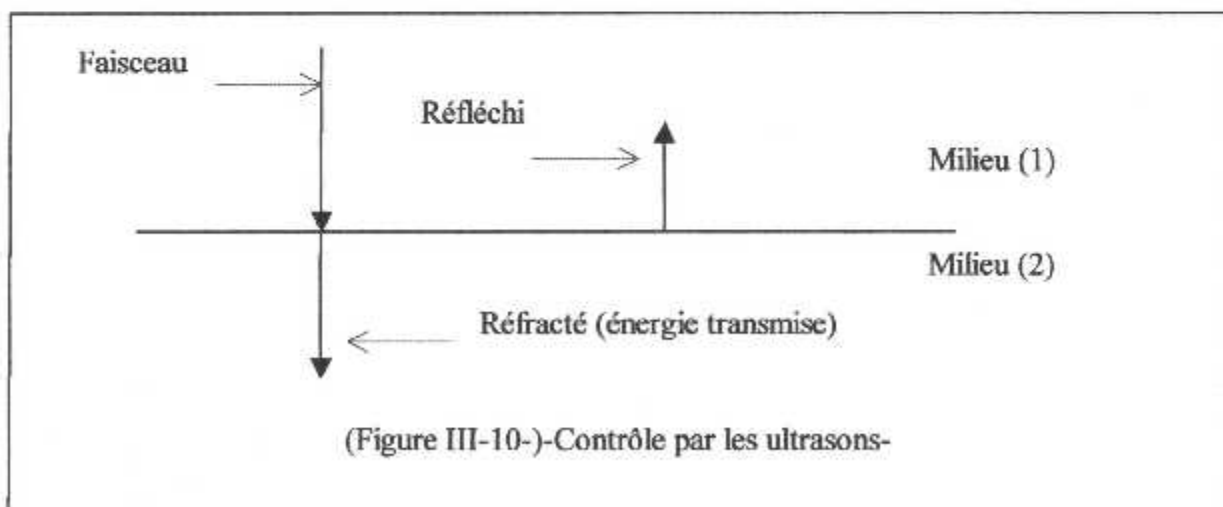 Faisceau
Réfléchi
Milieu (1)
Milieu (2)
Réfracté (énergie transmise)
(Figure III-10-)-Contrôle par les ultrasons-